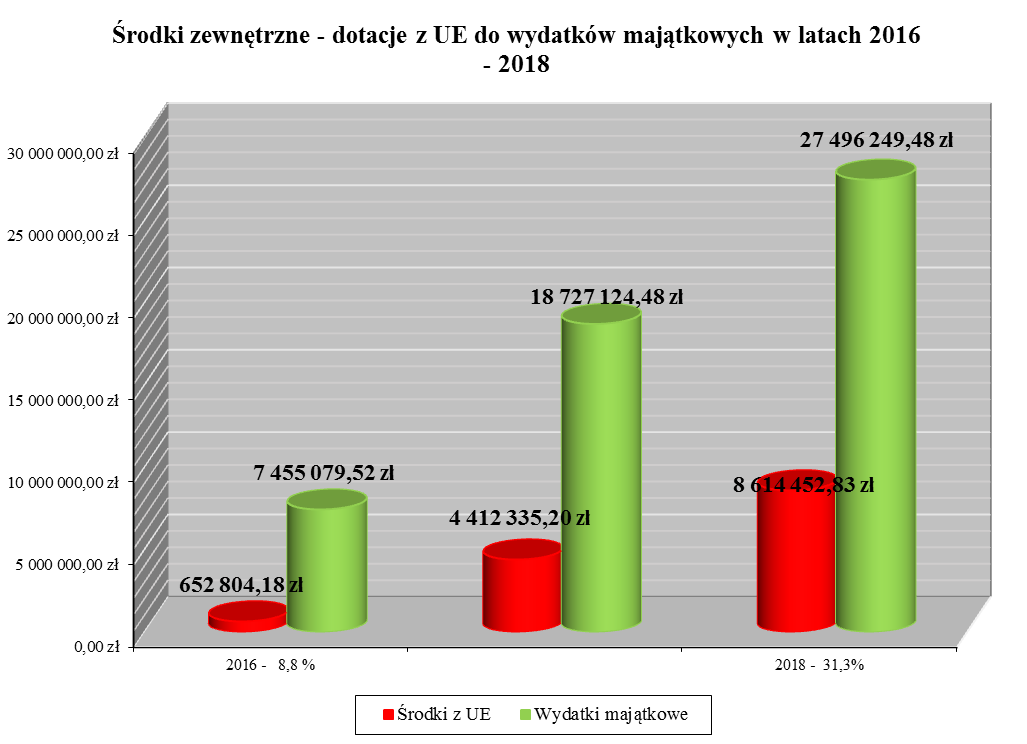 Środki zewnętrzne - dotacje z UE do wydatków majątkowych w latach 2016
- 2018
30 000 000,00 zł
25 000 000,00 zł
20 000 000,00 zł
15 000 000,00 zł
10 000 000,00 zł
5 000 000,00 zł
0,00 zł
652 804,18 zł
7 455 079,52 zł
4 412 335,20 zł
18 727 124,48 zł
8 614 452,83 zł
27 496 249,48 zł
2016 - 8,8 %
2018 - 31,3%
Środki z UE
Wydatki majątkowe